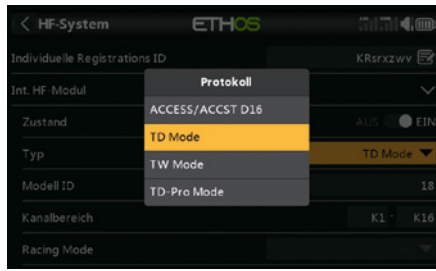 < HF-System ETHOS
Individuelle Registrations ID KRsrxzwv
Int. HF-Modul
Protokoll
ACCESS/ACCST D16
TD Mode
TW Mode
TD-Pro Mode
Zustand AUS EIN
Typ TD Mode
Modell ID 18
Kanalbereich K1 - K16
Racing Mode